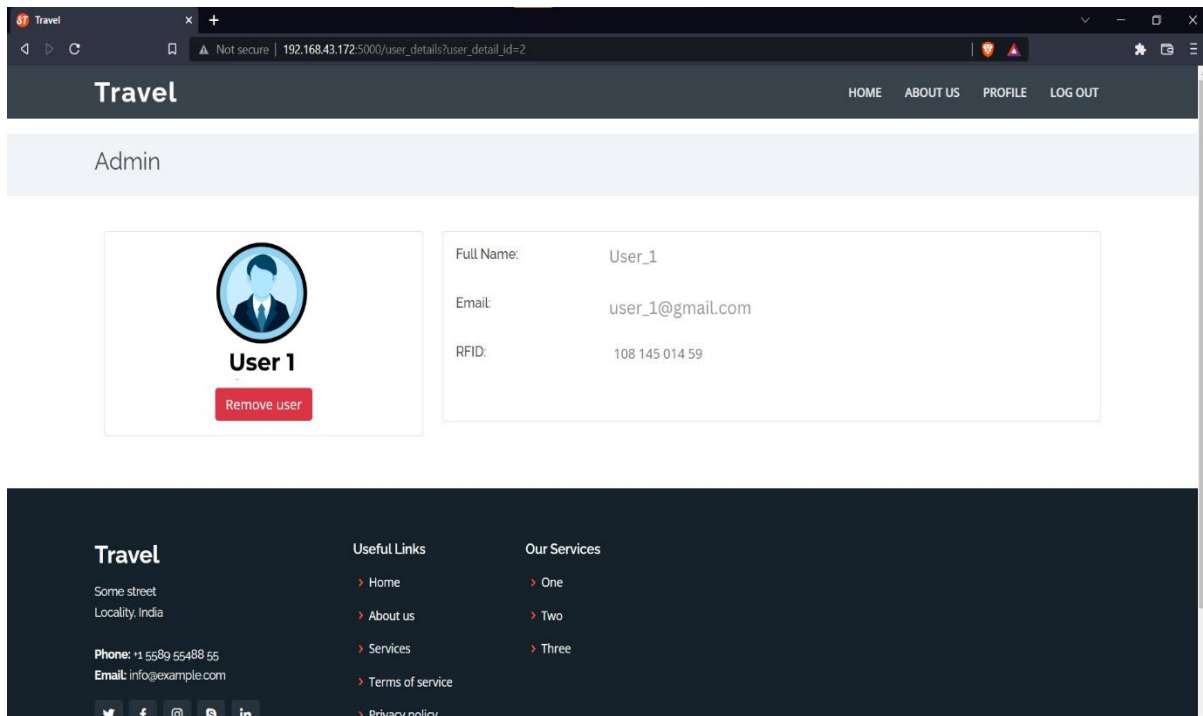 Travel
Not secure | 192.168.43.172:5000/user_details?user_detail_id=2
Travel
HOME ABOUT US PROFILE LOG OUT
Admin
User 1
Remove user
Full Name: User_1
Email: user_1@gmail.com
RFID: 108 145 014 59
Travel
Some street
Locality, India
Phone: +1 5589 55488 55
Email: info@example.com
Useful Links
Home
About us
Services
Terms of service
Privacy policy
Our Services
One
Two
Three